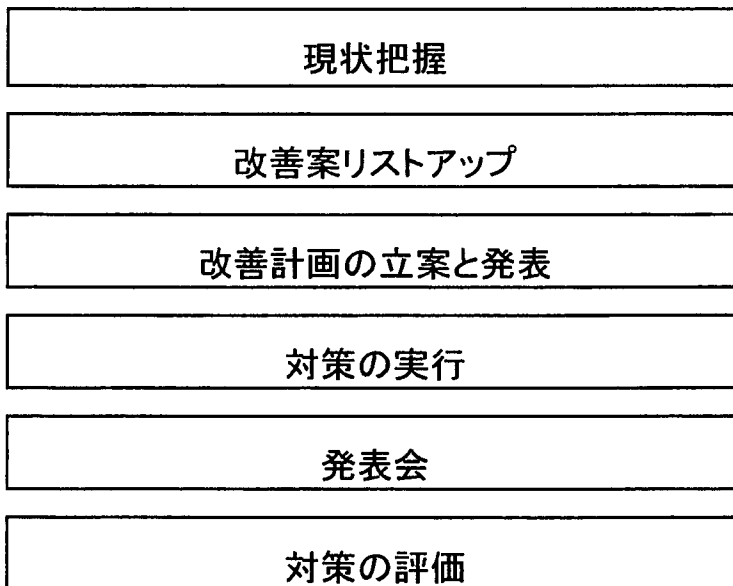 現状把握
改善案リストアップ
改善計画の立案と発表
対策の実行
発表会
対策の評価